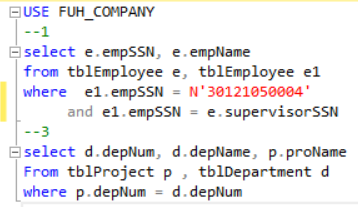 USE FUH_COMPANY
--1
select e.empSSN, e.empName
from tblEmployee e, tblEmployee e1
where  e1.empSSN = N'30121050004'
and e1.empSSN = e.supervisorSSN
--3
select d.depNum, d.depName, p.proName
From tblProject p , tblDepartment d
where p.depNum = d.depNum